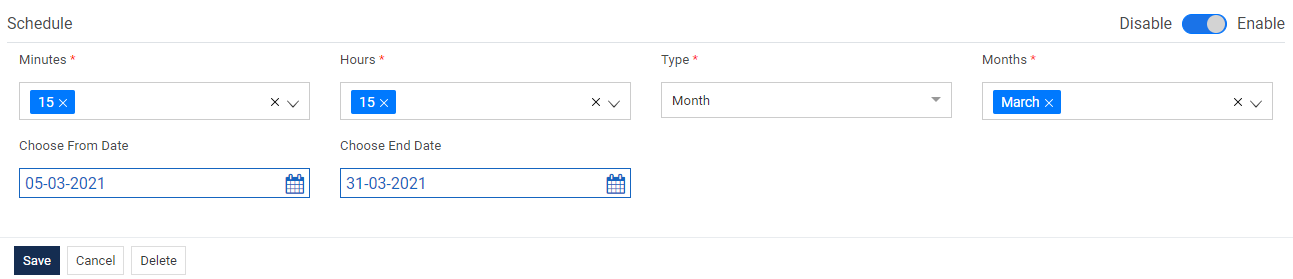 Schedule Disable Enable
Minutes * Hours * Type * Months *
15 15 Month March
Choose From Date Choose End Date
05-03-2021 31-03-2021
Save Cancel Delete